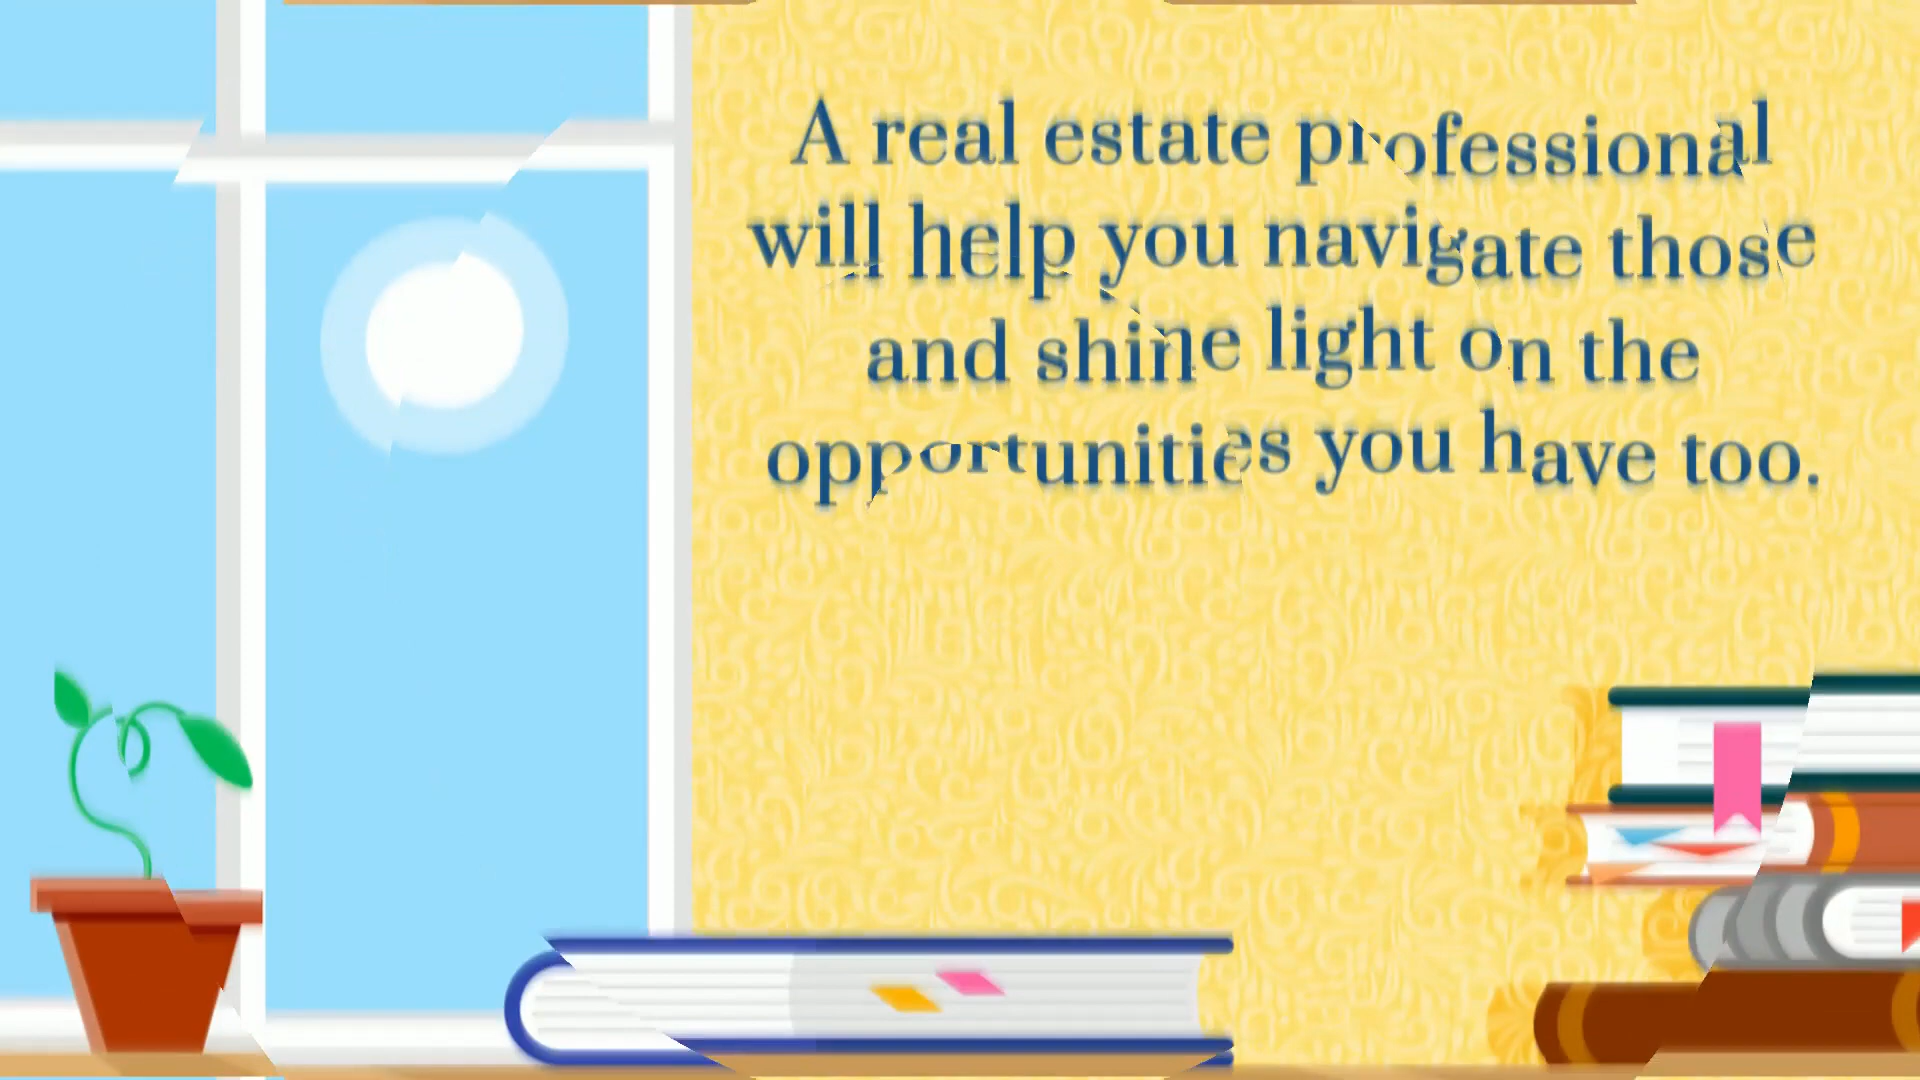 A real estate professional
will help you navigate those
and shine light on the
opportunities you have too.